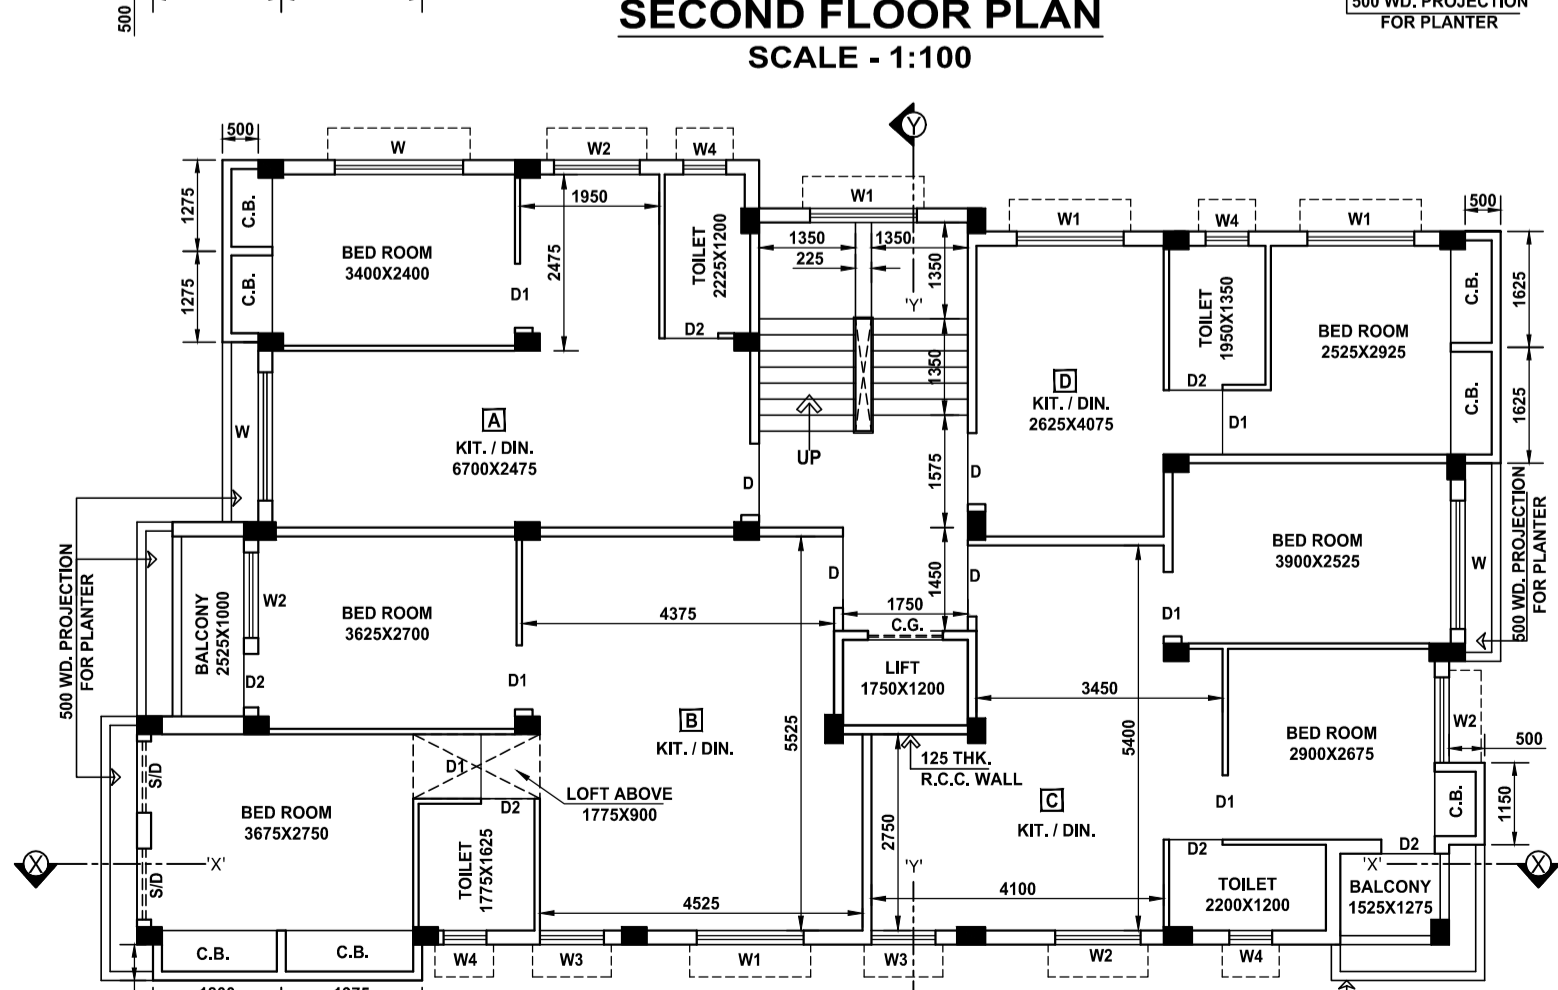 500
SECOND FLOOR PLAN
SCALE - 1:100
500 WD. PROJECTION
FOR PLANTER
500
W
W2
W4
Y
W1
W1
W4
W1
500
1275
1275
C.B.
C.B.
BED ROOM
3400X2400
1950
2475
D1
TOILET
2225X1200
D2
1350
1350
225
1350
'Y'
1350
UP
1575
1450
TOILET
1950X1350
D2
D1
BED ROOM
2525X2925
C.B.
C.B.
1625
1625
D
KIT. / DIN.
2625X4075
A
KIT. / DIN.
6700X2475
W
D
D
500 WD. PROJECTION
FOR PLANTER
BALCONY
2525X1000
W2
D2
BED ROOM
3625X2700
D1
4375
D
D
1750
C.G.
LIFT
1750X1200
BED ROOM
3900X2525
D1
W
500 WD. PROJECTION
FOR PLANTER
3450
5400
5525
B
KIT. / DIN.
125 THK.
R.C.C. WALL
BED ROOM
2900X2675
W2
500
1150
C.B.
S/D
S/D
BED ROOM
3675X2750
D1
D2
LOFT ABOVE
1775X900
TOILET
1775X1625
2750
C
KIT. / DIN.
D1
D2
D2
X
'X'
'Y'
'X'
X
4525
4100
TOILET
2200X1200
BALCONY
1525X1275
C.B.
C.B.
W4
W3
W1
W3
W2
W4